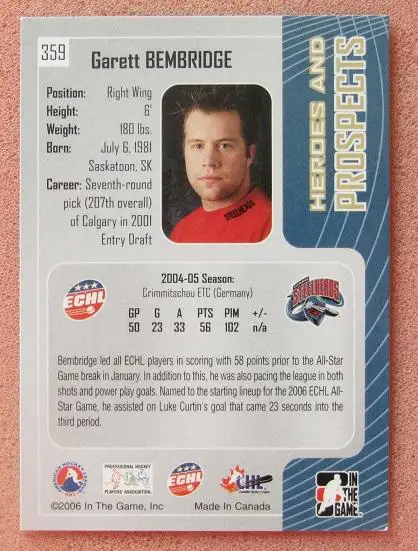 359
Garett BEMBRIDGE
HEROES AND
PROSPECTS
Position: Right Wing
Height: 6'
Weight: 180 lbs.
Born: July 6, 1981
Saskatoon, SK
Career: Seventh-round
pick (207th overall)
of Calgary in 2001
Entry Draft
STEELHEADS
2004-05 Season:
Crimmitschau ETC (Germany)
ECHL
STEELHEADS
GP G A PTS PIM +/-
50 23 33 56 102 n/a
Bembridge led all ECHL players in scoring with 58 points prior to the All-Star
Game break in January. In addition to this, he was also pacing the league in both
shots and power play goals. Named to the starting lineup for the 2006 ECHL All-
Star Game, he assisted on Luke Curtin's goal that came 23 seconds into the
third period.
PROFESSIONAL HOCKEY
PLAYERS' ASSOCIATION
ECHL
CHL
IN
THE
GAME
©2006 In The Game, Inc Made In Canada